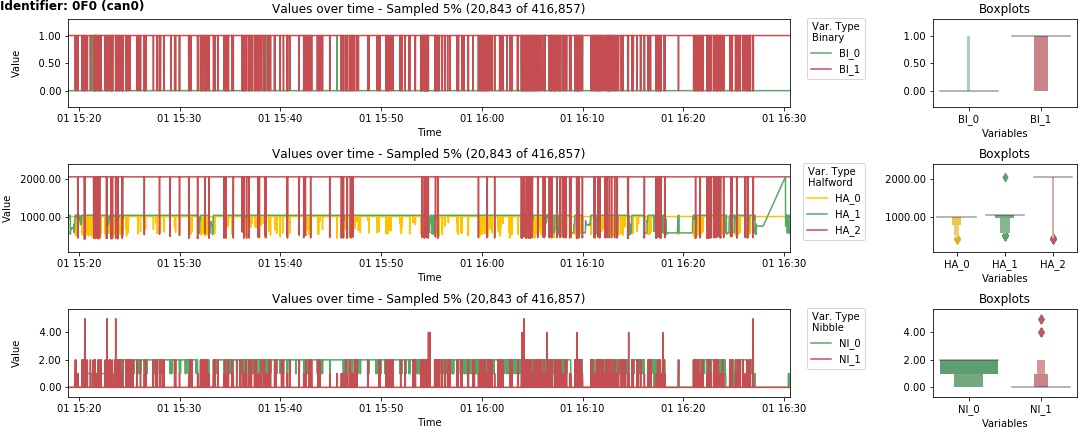 Identifier: 0F0 (can0)
Values over time - Sampled 5% (20,843 of 416,857)
Boxplots
Value
1.00
0.50
0.00
01 15:20 01 15:30 01 15:40 01 15:50 01 16:00 01 16:10 01 16:20 01 16:30
Time
Var. Type
Binary
BI_0
BI_1
1.00
0.50
0.00
BI_0 BI_1
Variables
Values over time - Sampled 5% (20,843 of 416,857)
Boxplots
Value
2000.00
1000.00
01 15:20 01 15:30 01 15:40 01 15:50 01 16:00 01 16:10 01 16:20 01 16:30
Time
Var. Type
Halfword
HA_0
HA_1
HA_2
2000.00
1000.00
HA_0 HA_1 HA_2
Variables
Values over time - Sampled 5% (20,843 of 416,857)
Boxplots
Value
4.00
2.00
0.00
01 15:20 01 15:30 01 15:40 01 15:50 01 16:00 01 16:10 01 16:20 01 16:30
Time
Var. Type
Nibble
NI_0
NI_1
4.00
2.00
0.00
NI_0 NI_1
Variables